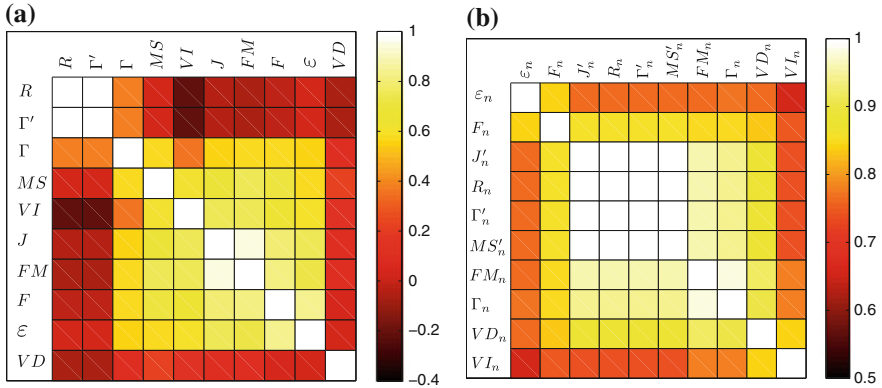 (a)
R Γ′ Γ MS VI J FM F ε VD
R
Γ′
Γ
MS
VI
J
FM
F
ε
VD
1
0.8
0.6
0.4
0.2
0
−0.2
−0.4
(b)
εₙ Fₙ J′ₙ Rₙ Γ′ₙ MS′ₙ FMₙ Γₙ VDₙ VIₙ
εₙ
Fₙ
J′ₙ
Rₙ
Γ′ₙ
MS′ₙ
FMₙ
Γₙ
VDₙ
VIₙ
1
0.9
0.8
0.7
0.6
0.5